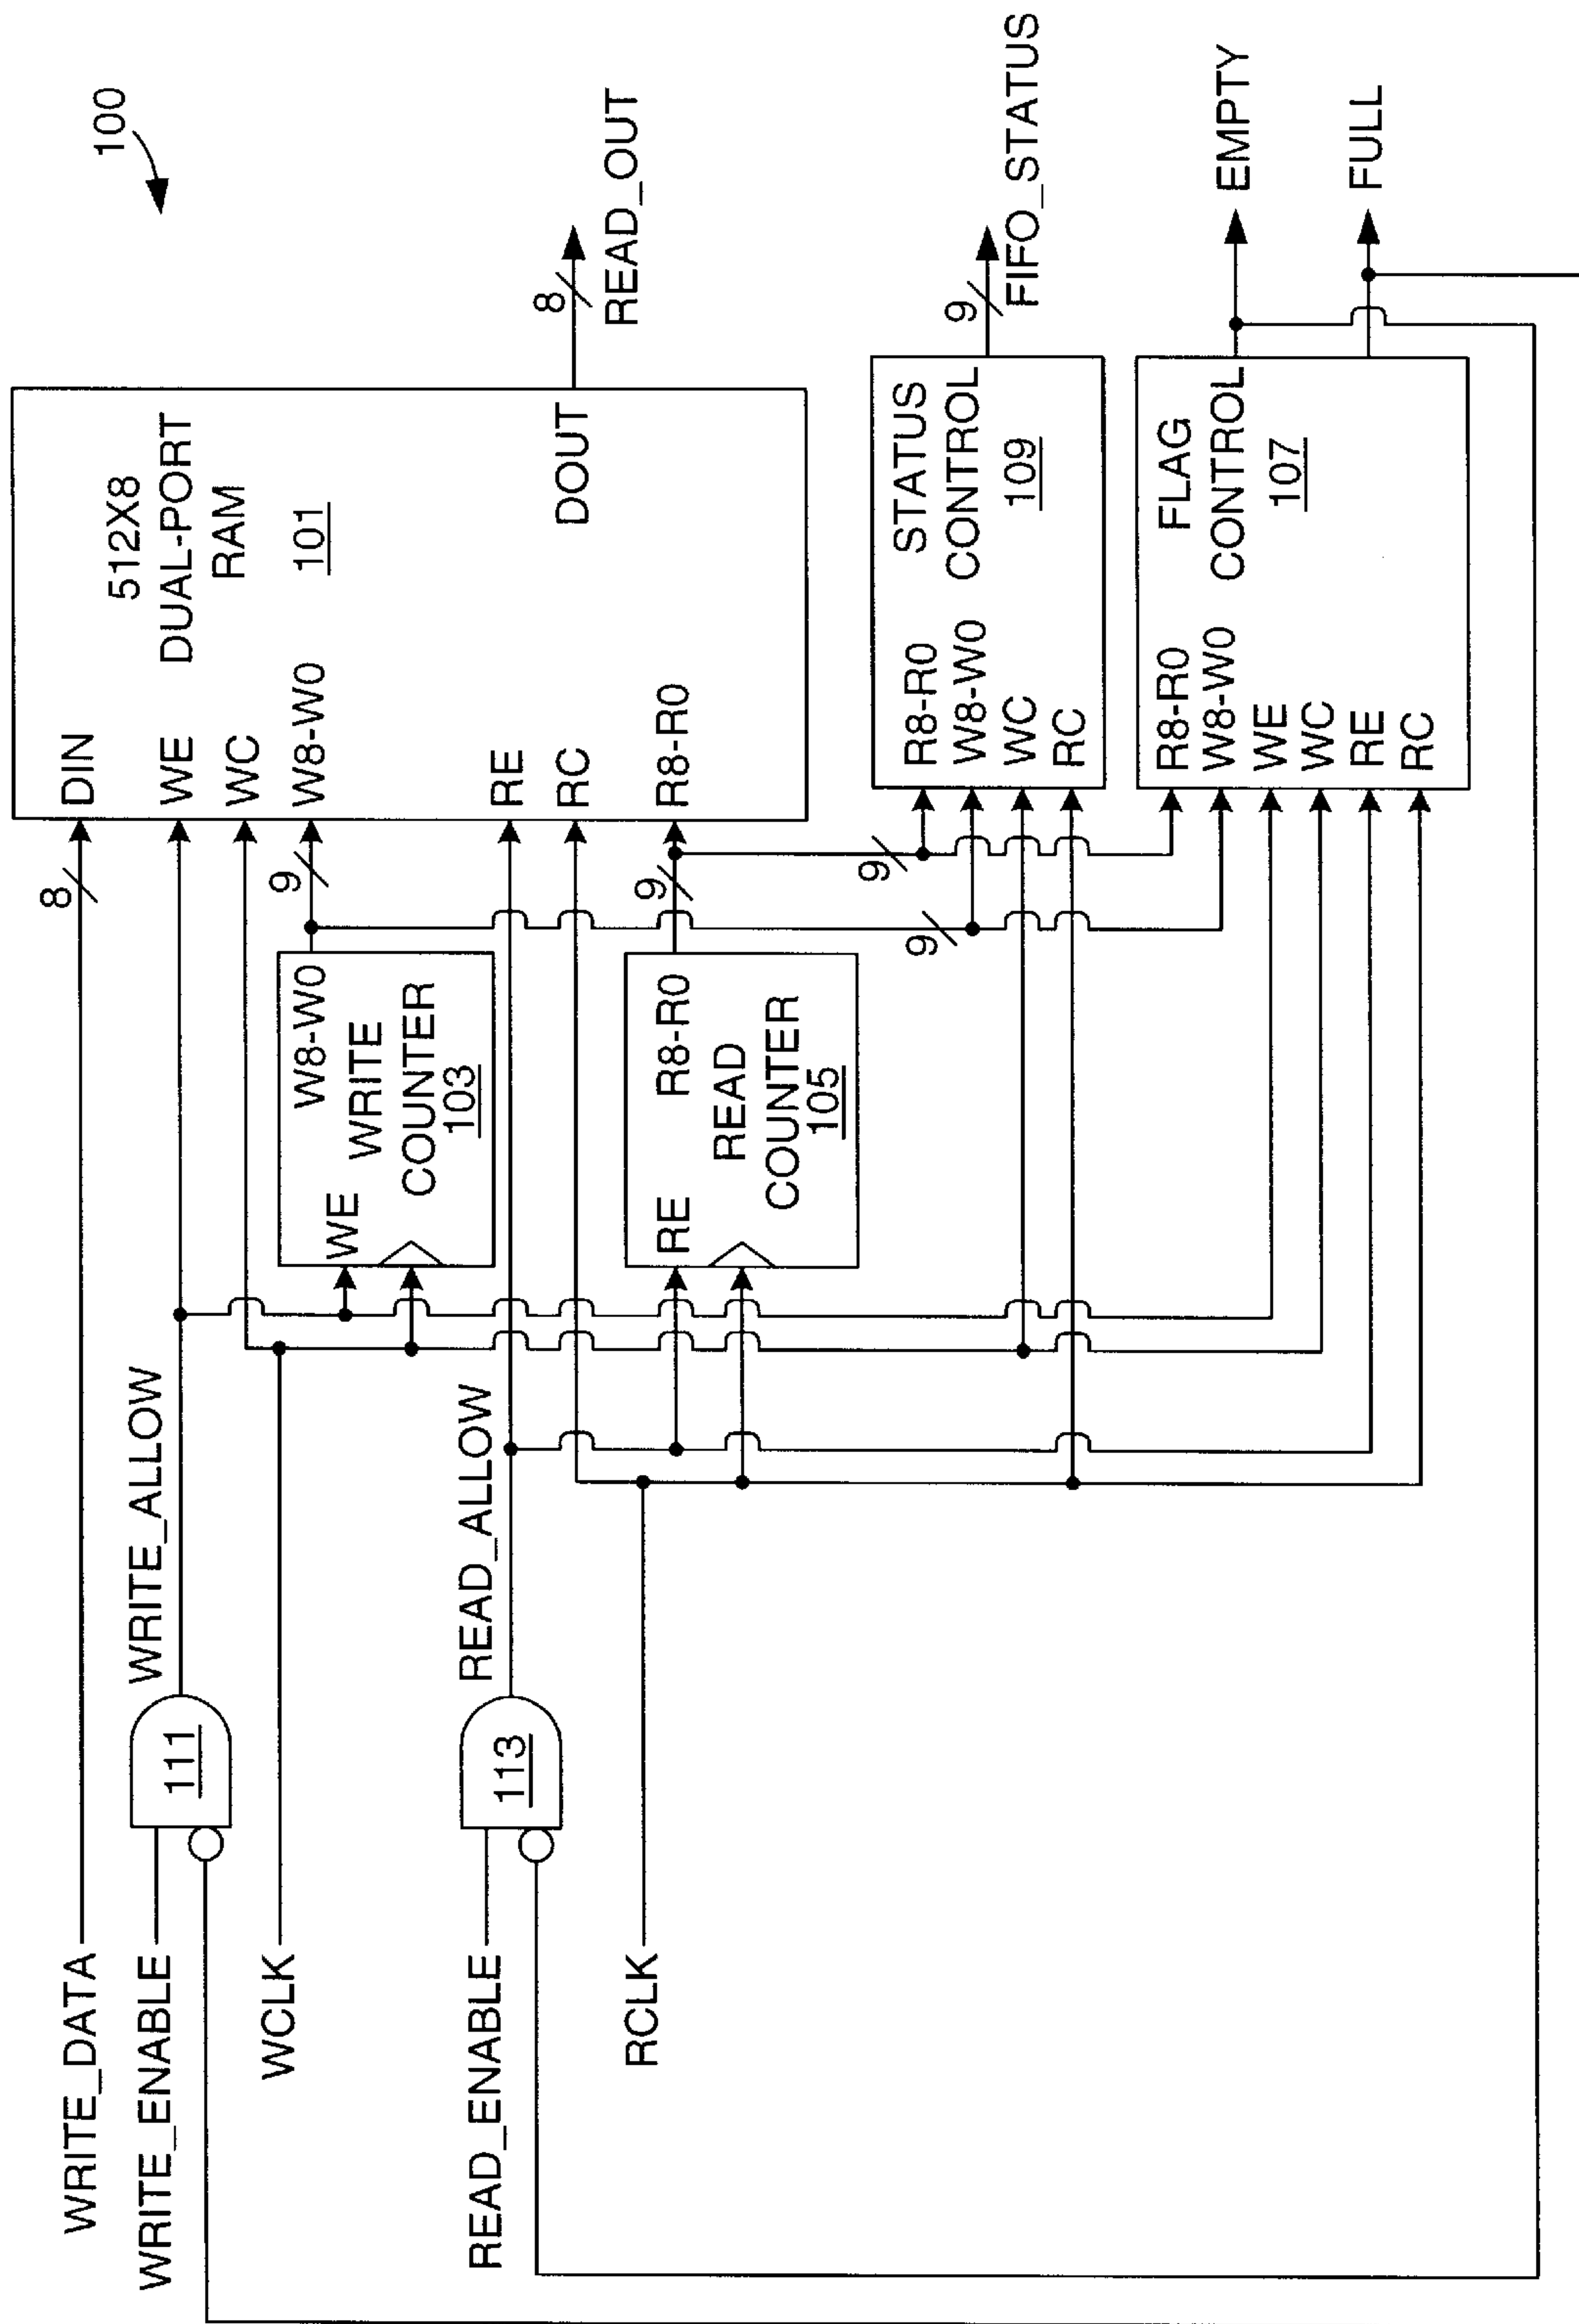 100
WRITE_DATA
8
DIN
512X8
WRITE_ENABLE
111
WRITE_ALLOW
WE
DUAL-PORT
WC
RAM
WCLK
W8-W0
9
W8-W0
101
WE
WRITE
COUNTER
103
READ_ENABLE
113
READ_ALLOW
RE
RC
DOUT
8
READ_OUT
RCLK
RE
R8-R0
9
R8-R0
READ
COUNTER
105
9
9
R8-R0
STATUS
W8-W0
CONTROL
WC
109
RC
9
FIFO_STATUS
R8-R0
FLAG
W8-W0
CONTROL
WE
107
WC
RE
RC
EMPTY
FULL